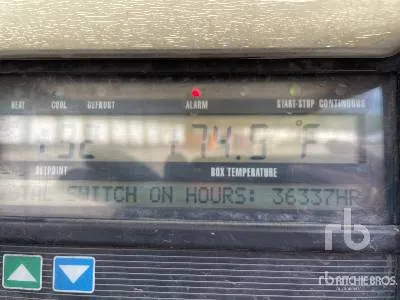 HEAT COOL DEFROST ALARM START-STOP CONTINUOUS
74.5 °F
SETPOINT BOX TEMPERATURE
SWITCH ON HOURS: 36337HR
rb
rb RITCHIE BROS.